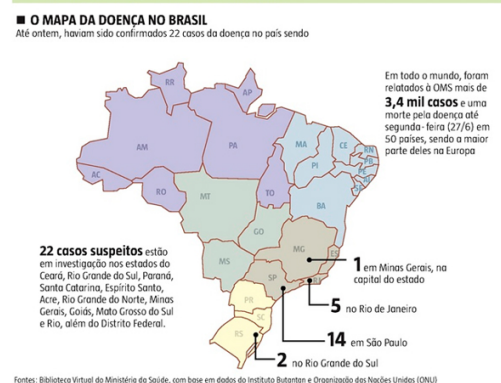 ■ O MAPA DA DOENÇA NO BRASIL
Até ontem, haviam sido confirmados 22 casos da doença no país sendo
Em todo o mundo, foram
relatados à OMS mais de
3,4 mil casos e uma
morte pela doença até
segunda-feira (27/6) em
50 países, sendo a maior
parte deles na Europa
RR
AP
AM
PA
MA
CE
RN
PB
PE
PI
AC
RO
TO
BA
MT
GO
MG
ES
MS
SP
RJ
PR
SC
RS
22 casos suspeitos estão
em investigação nos estados do
Ceará, Rio Grande do Sul, Paraná,
Santa Catarina, Espírito Santo,
Acre, Rio Grande do Norte, Minas
Gerais, Goiás, Mato Grosso do Sul
e Rio, além do Distrito Federal.
1 em Minas Gerais, na
capital do estado
5 no Rio de Janeiro
14 em São Paulo
2 no Rio Grande do Sul
Fontes: Biblioteca Virtual do Ministério da Saúde, com base em dados do Instituto Butantan e Organização das Nações Unidas (ONU)